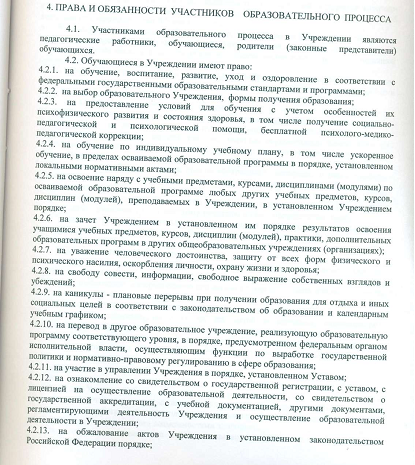 4. ПРАВА И ОБЯЗАННОСТИ УЧАСТНИКОВ ОБРАЗОВАТЕЛЬНОГО ПРОЦЕССА
4.1. Участниками образовательного процесса в Учреждении являются
педагогические работники, обучающиеся, родители (законные представители)
обучающихся.
4.2. Обучающиеся в Учреждении имеют право:
4.2.1. на обучение, воспитание, развитие, уход и оздоровление в соответствии с
федеральными государственными образовательными стандартами и программами;
4.2.2. на выбор образовательного Учреждения, формы получения образования;
4.2.3. на предоставление условий для обучения с учетом особенностей их
психофизического развития и состояния здоровья, в том числе получение социально-
педагогической и психологической помощи, бесплатной психолого-медико-
педагогической коррекции;
4.2.4. на обучение по индивидуальному учебному плану, в том числе ускоренное
обучение, в пределах осваиваемой образовательной программы в порядке, установленном
локальными нормативными актами;
4.2.5. на освоение наряду с учебными предметами, курсами, дисциплинами (модулями) по
осваиваемой образовательной программе любых других учебных предметов, курсов,
дисциплин (модулей), преподаваемых в Учреждении, в установленном Учреждением
порядке;
4.2.6. на зачет Учреждением в установленном им порядке результатов освоения
учащимися учебных предметов, курсов, дисциплин (модулей), практики, дополнительных
образовательных программ в других общеобразовательных учреждениях (организациях);
4.2.7. на уважение человеческого достоинства, защиту от всех форм физического и
психического насилия, оскорбления личности, охрану жизни и здоровья;
4.2.8. на свободу совести, информации, свободное выражение собственных взглядов и
убеждений;
4.2.9. на каникулы - плановые перерывы при получении образования для отдыха и иных
социальных целей в соответствии с законодательством об образовании и календарным
учебным графиком;
4.2.10. на перевод в другое образовательное учреждение, реализующую образовательную
программу соответствующего уровня, в порядке, предусмотренном федеральным органом
исполнительной власти, осуществляющим функции по выработке государственной
политики и нормативно-правовому регулированию в сфере образования;
4.2.11. на участие в управлении Учреждения в порядке, установленном Уставом;
4.2.12. на ознакомление со свидетельством о государственной регистрации, с уставом, с
лицензией на осуществление образовательной деятельности, со свидетельством о
государственной аккредитации, с учебной документацией, другими документами,
регламентирующими деятельность Учреждения и осуществление образовательной
деятельности в Учреждении;
4.2.13. на обжалование актов Учреждения в установленном законодательством
Российской Федерации порядке;